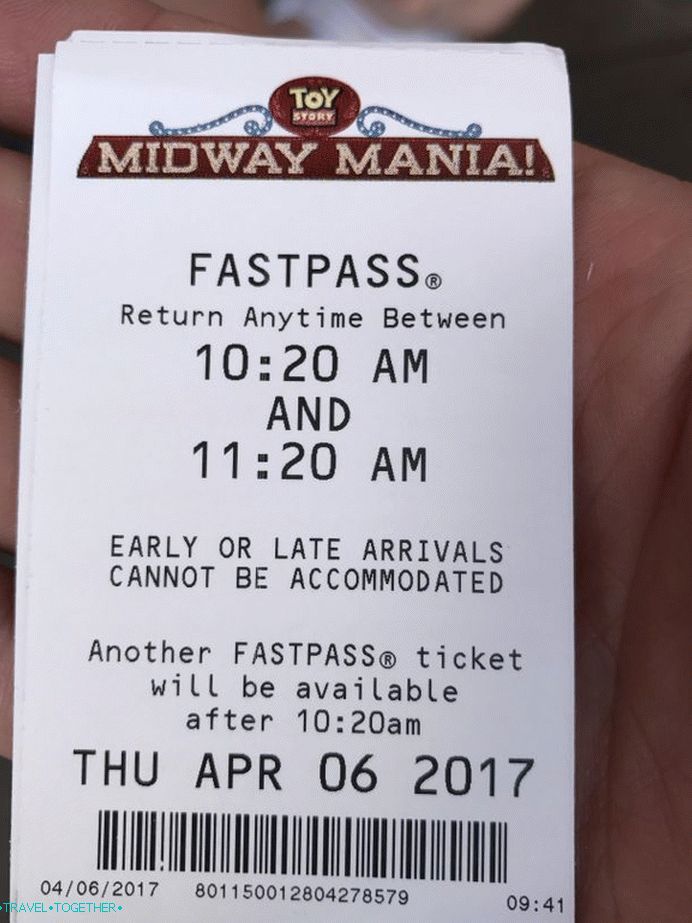 TOY
STORY
MIDWAY MANIA!
FASTPASS®
Return Anytime Between
10:20 AM
AND
11:20 AM
EARLY OR LATE ARRIVALS
CANNOT BE ACCOMMODATED
Another FASTPASS® ticket
will be available
after 10:20am
THU APR 06 2017
04/06/2017 801150012804278579 09:41
•TRAVEL•TOGETHER•